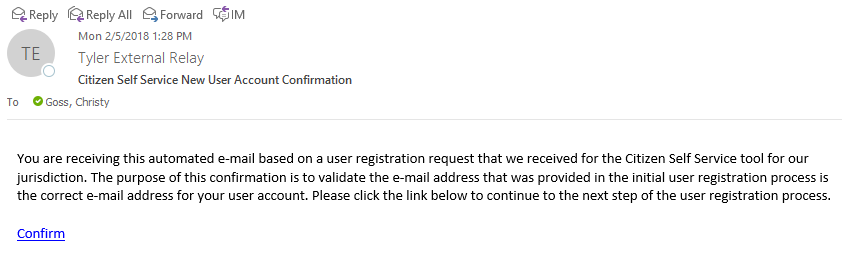 Reply Reply All Forward IM
Mon 2/5/2018 1:28 PM
TE
Tyler External Relay
Citizen Self Service New User Account Confirmation
To Goss, Christy
You are receiving this automated e-mail based on a user registration request that we received for the Citizen Self Service tool for our
jurisdiction. The purpose of this confirmation is to validate the e-mail address that was provided in the initial user registration process is
the correct e-mail address for your user account. Please click the link below to continue to the next step of the user registration process.
Confirm